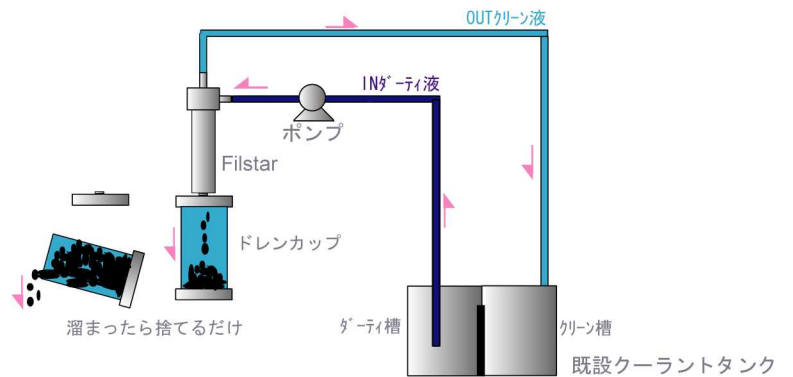 OUTｸﾘｰﾝ液
INﾀﾞｰﾃｨ液
ポンプ
Filstar
ドレンカップ
溜まったら捨てるだけ
ﾀﾞｰﾃｨ槽
ｸﾘｰﾝ槽
既設クーラントタンク